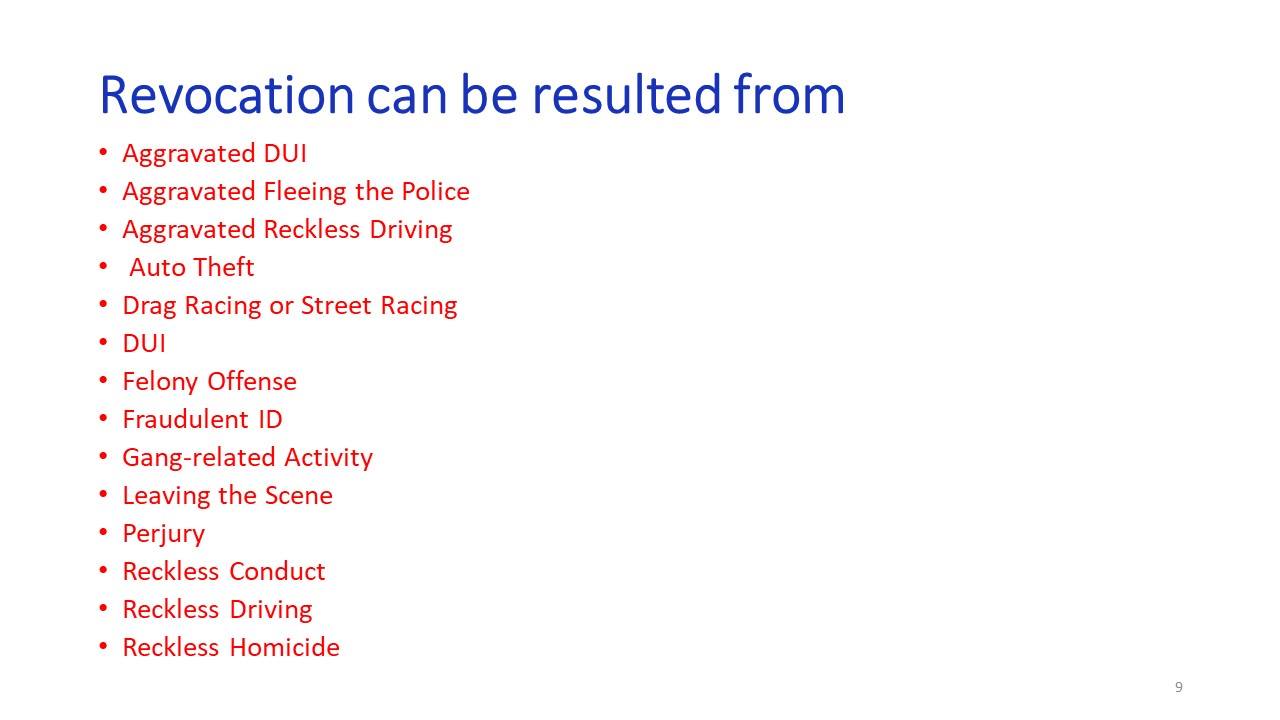 Revocation can be resulted from
• Aggravated DUI
• Aggravated Fleeing the Police
• Aggravated Reckless Driving
• Auto Theft
• Drag Racing or Street Racing
• DUI
• Felony Offense
• Fraudulent ID
• Gang-related Activity
• Leaving the Scene
• Perjury
• Reckless Conduct
• Reckless Driving
• Reckless Homicide
9